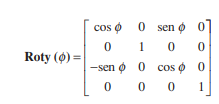 cos ϕ 0 sen ϕ 0
0 1 0 0
Roty (ϕ) =
-sen ϕ 0 cos ϕ 0
0 0 0 1